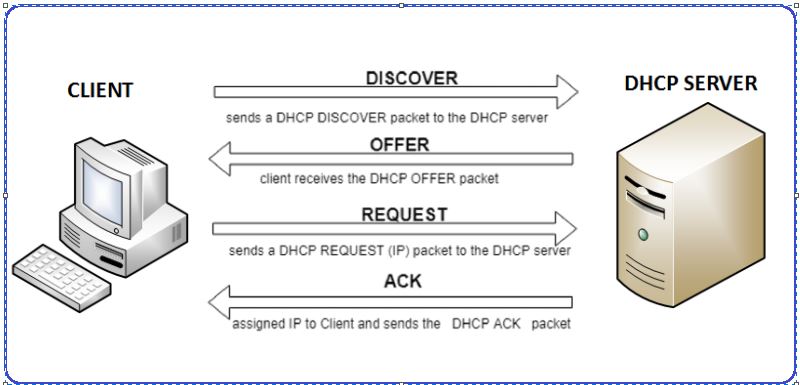 CLIENT
DHCP SERVER
DISCOVER
sends a DHCP DISCOVER packet to the DHCP server
OFFER
client receives the DHCP OFFER packet
REQUEST
sends a DHCP REQUEST (IP) packet to the DHCP server
ACK
assigned IP to Client and sends the DHCP ACK packet